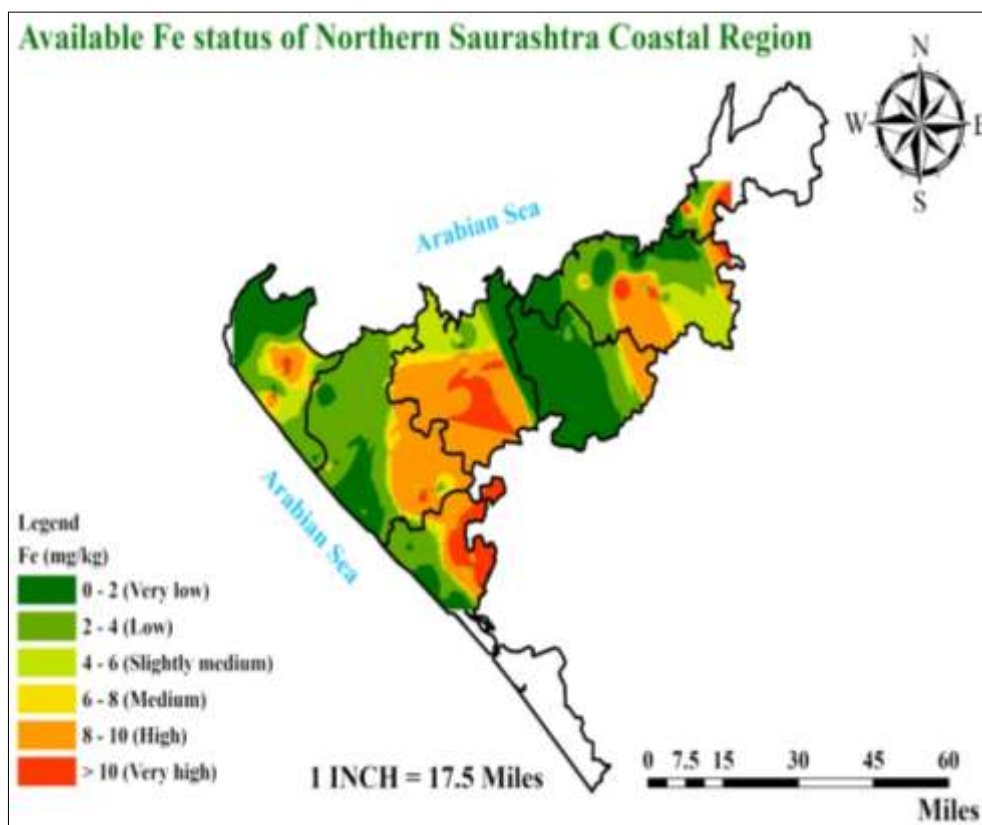 Available Fe status of Northern Saurashtra Coastal Region
N
W
E
S
Arabian Sea
Arabian Sea
Legend
Fe (mg/kg)
0 - 2 (Very low)
2 - 4 (Low)
4 - 6 (Slightly medium)
6 - 8 (Medium)
8 - 10 (High)
> 10 (Very high)
1 INCH = 17.5 Miles
0 7.5 15 30 45 60
Miles